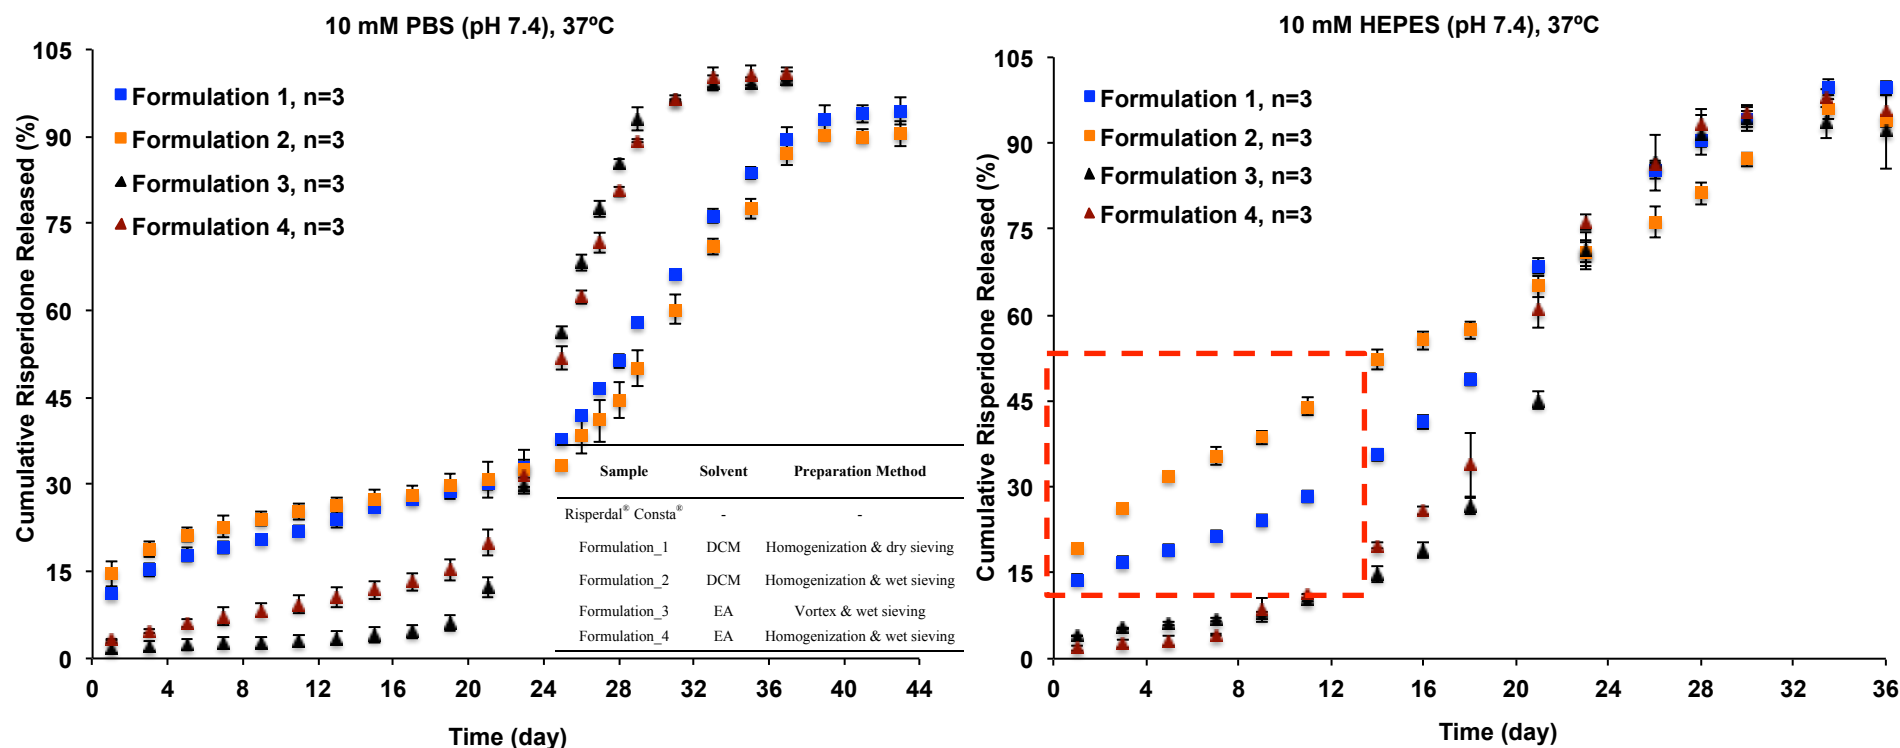 10 mM PBS (pH 7.4), 37ºC
Cumulative Risperidone Released (%)
105
90
75
60
45
30
15
0
Formulation 1, n=3
Formulation 2, n=3
Formulation 3, n=3
Formulation 4, n=3
Sample Solvent Preparation Method
Risperdal® Consta® - -
Formulation_1 DCM Homogenization & dry sieving
Formulation_2 DCM Homogenization & wet sieving
Formulation_3 EA Vortex & wet sieving
Formulation_4 EA Homogenization & wet sieving
0 4 8 12 16 20 24 28 32 36 40 44
Time (day)
10 mM HEPES (pH 7.4), 37ºC
Cumulative Risperidone Released (%)
105
90
75
60
45
30
15
0
Formulation 1, n=3
Formulation 2, n=3
Formulation 3, n=3
Formulation 4, n=3
0 4 8 12 16 20 24 28 32 36
Time (day)